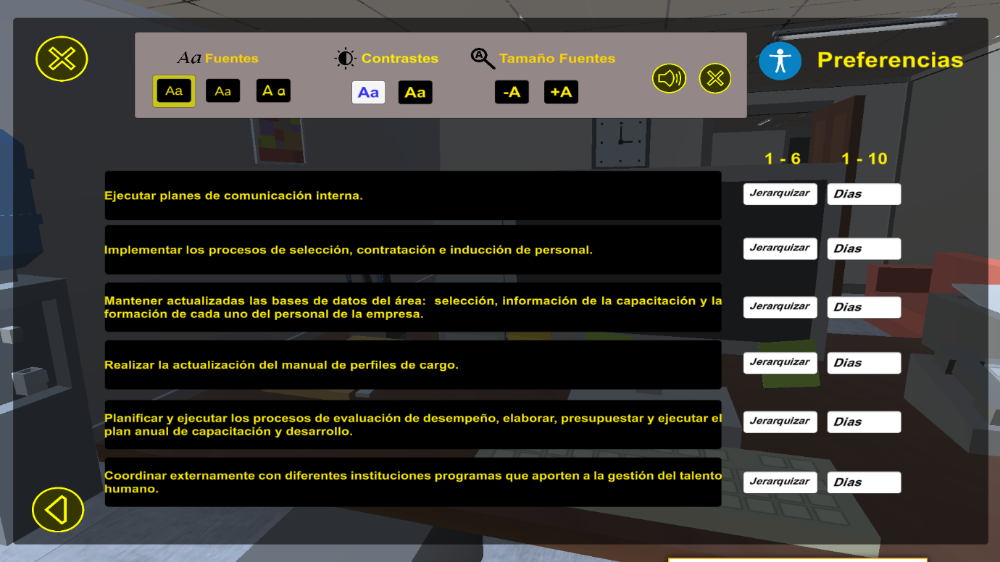 Aa Fuentes
Contrastes
A Tamaño Fuentes
Preferencias
Aa Aa A a
Aa Aa
-A +A
1 - 6 1 - 10
Ejecutar planes de comunicación interna.
Jerarquizar Dias
Implementar los procesos de selección, contratación e inducción de personal.
Jerarquizar Dias
Mantener actualizadas las bases de datos del área: selección, información de la capacitación y la
formación de cada uno del personal de la empresa.
Jerarquizar Dias
Realizar la actualización del manual de perfiles de cargo.
Jerarquizar Dias
Planificar y ejecutar los procesos de evaluación de desempeño, elaborar, presupuestar y ejecutar el
plan anual de capacitación y desarrollo.
Jerarquizar Dias
Coordinar externamente con diferentes instituciones programas que aporten a la gestión del talento
humano.
Jerarquizar Dias